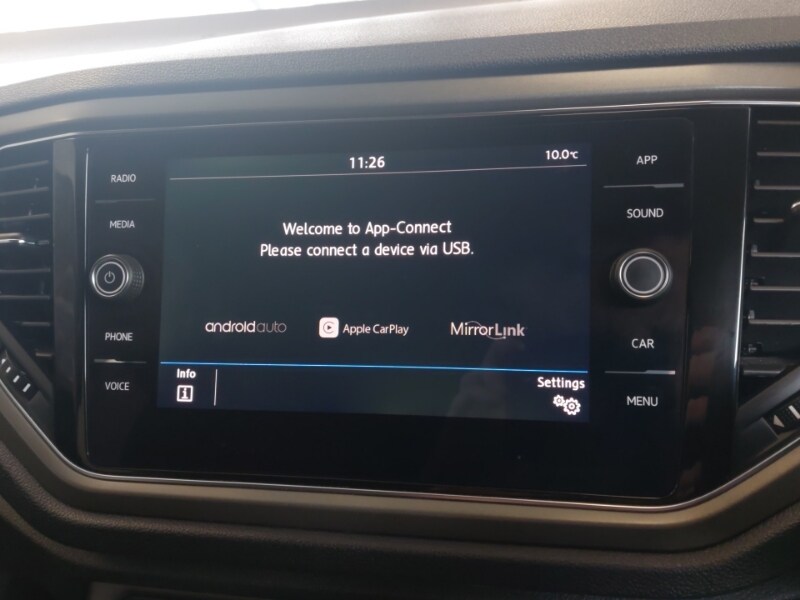 RADIO
MEDIA
PHONE
VOICE
11:26
10.0°C
Welcome to App-Connect
Please connect a device via USB.
androidauto
Apple CarPlay
MirrorLink
Info
i
Settings
APP
SOUND
CAR
MENU